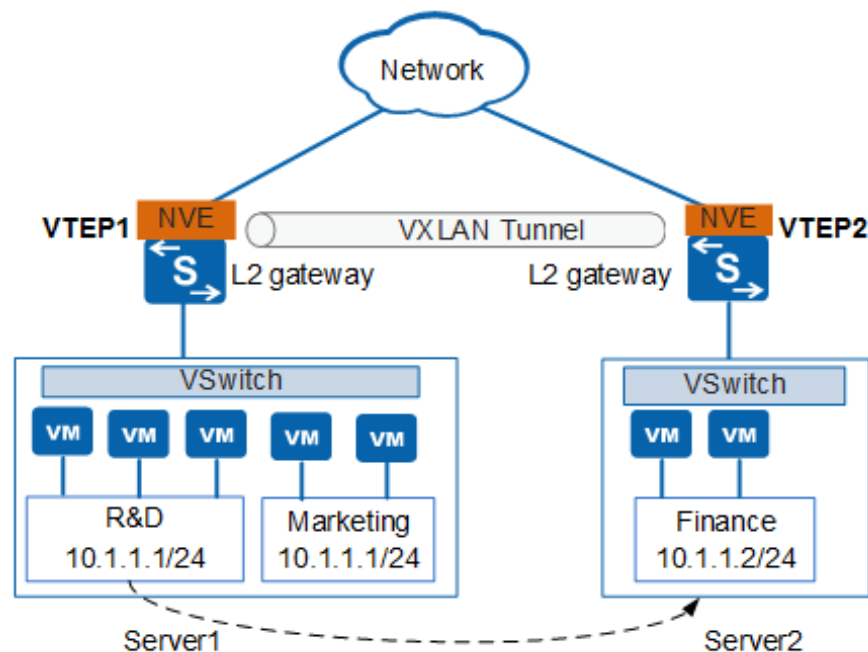 Network
VTEP1
NVE
VXLAN Tunnel
NVE
VTEP2
S
L2 gateway
L2 gateway
S
VSwitch
VSwitch
VM
VM
VM
VM
VM
VM
VM
R&D
10.1.1.1/24
Marketing
10.1.1.1/24
Finance
10.1.1.2/24
Server1
Server2